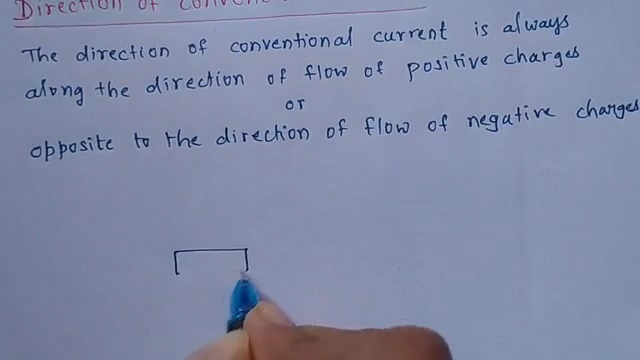 Direction of conven
The direction of conventional current is always
along the direction of flow of positive charges
or
opposite to the direction of flow of negative charges